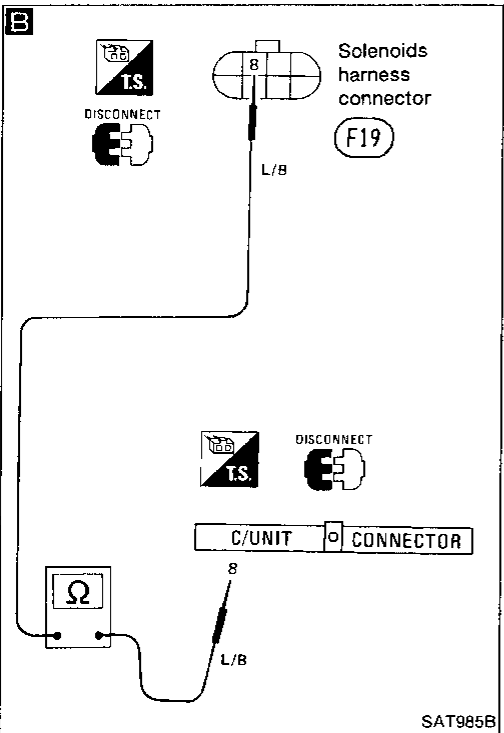 B
T.S.
DISCONNECT
8
Solenoids
harness
connector
F19
L/B
T.S.
DISCONNECT
C/UNIT CONNECTOR
8
Ω
L/B
SAT985B